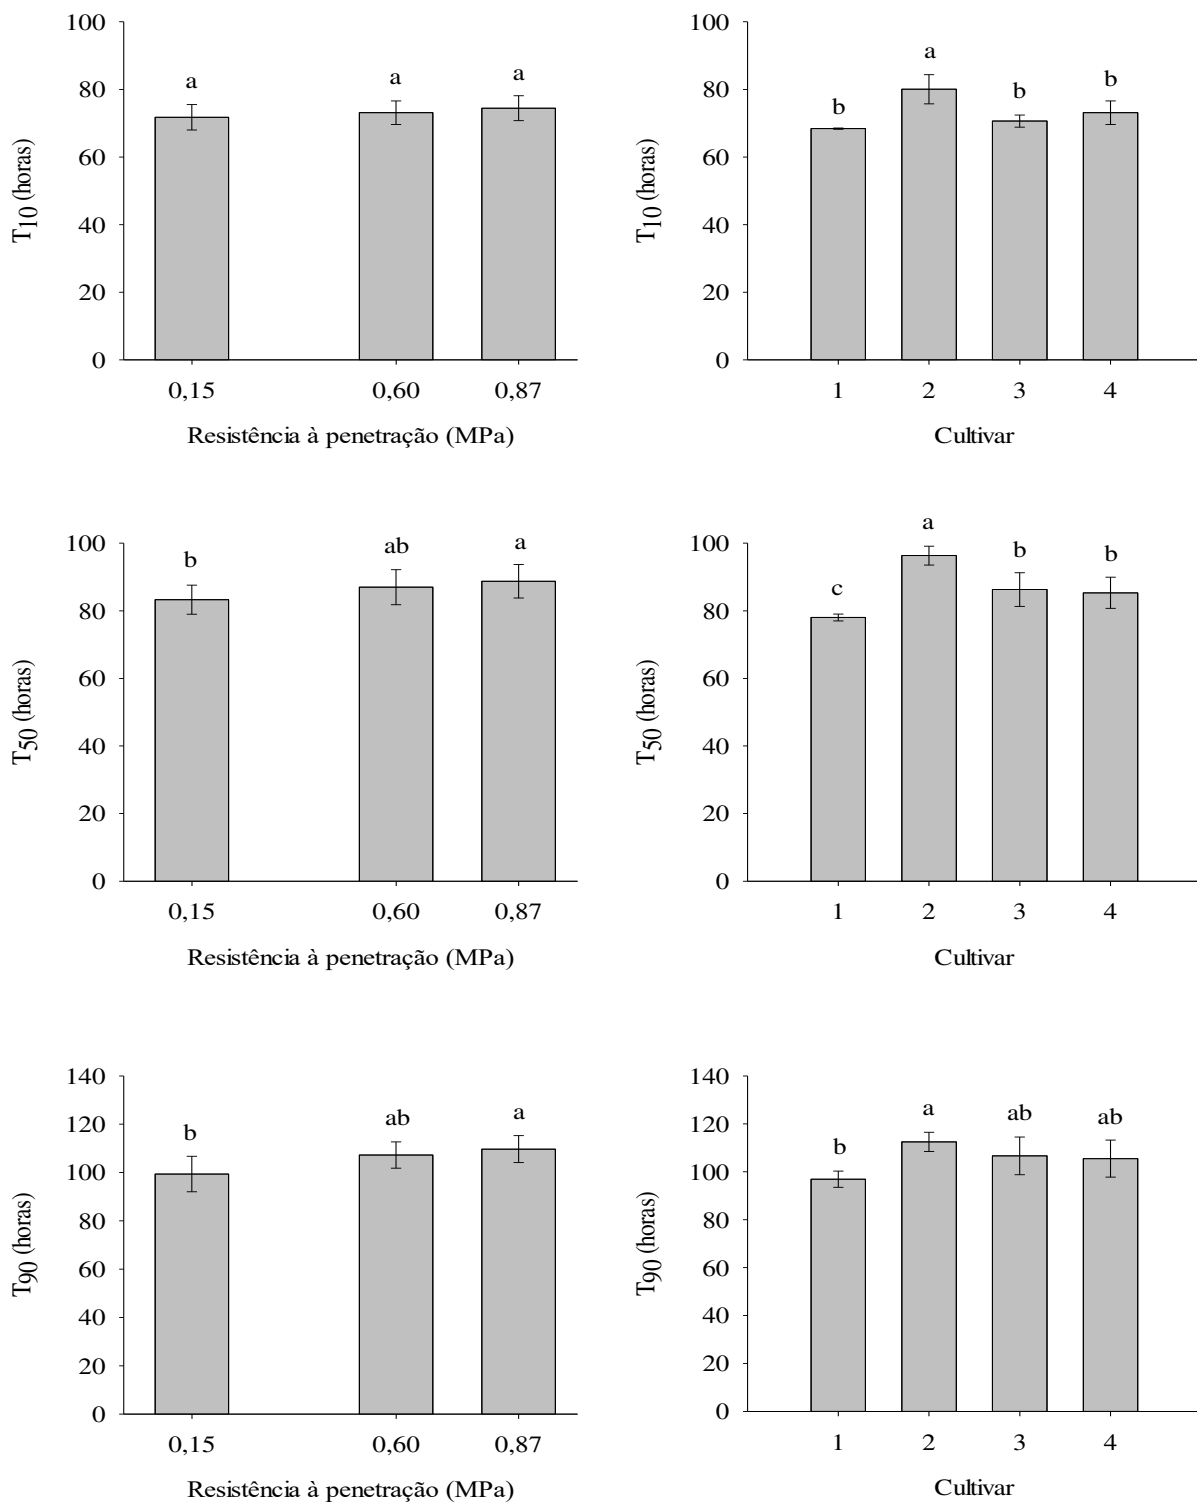 100
80
60
40
20
0
T10 (horas)
a
a
a
0,15
0,60
0,87
Resistência à penetração (MPa)
100
80
60
40
20
0
T10 (horas)
b
a
b
b
1
2
3
4
Cultivar
100
80
60
40
20
0
T50 (horas)
b
ab
a
0,15
0,60
0,87
Resistência à penetração (MPa)
100
80
60
40
20
0
T50 (horas)
c
a
b
b
1
2
3
4
Cultivar
140
120
100
80
60
40
20
0
T90 (horas)
b
ab
a
0,15
0,60
0,87
Resistência à penetração (MPa)
140
120
100
80
60
40
20
0
T90 (horas)
b
a
ab
ab
1
2
3
4
Cultivar